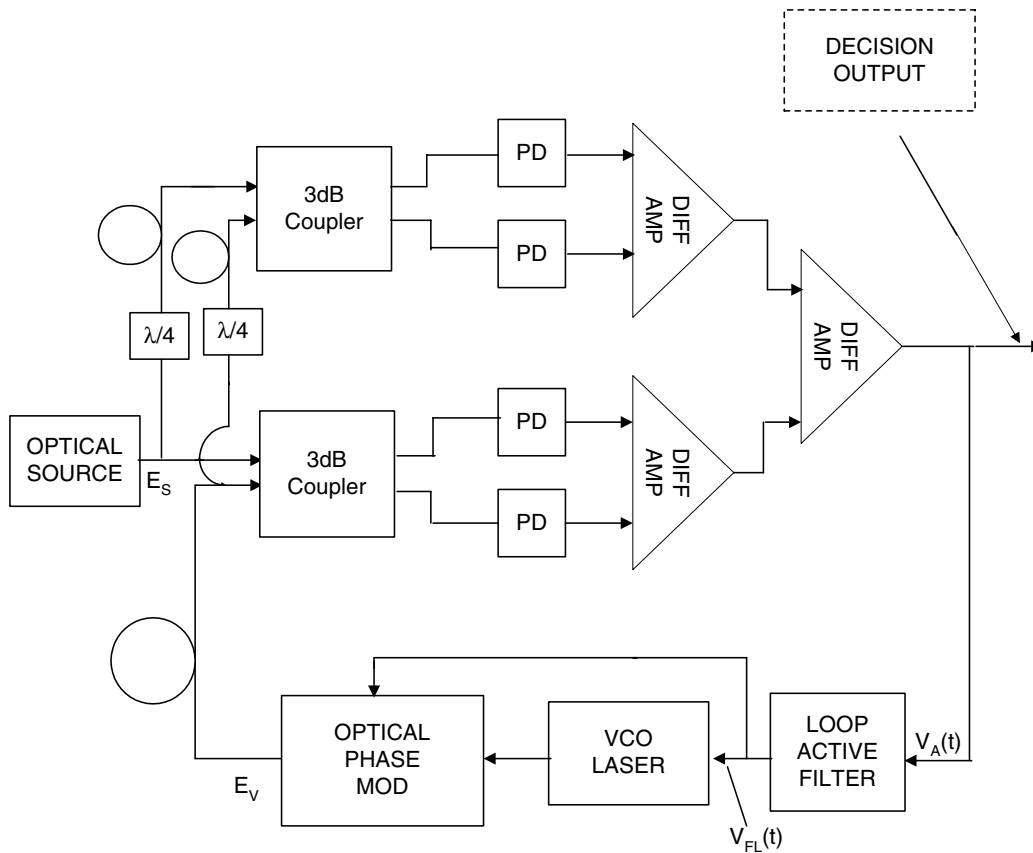 DECISION
OUTPUT
PD
3dB
Coupler
DIFF
AMP
PD
λ/4
λ/4
DIFF
AMP
OPTICAL
SOURCE
E_S
3dB
Coupler
PD
DIFF
AMP
PD
OPTICAL
PHASE
MOD
VCO
LASER
LOOP
ACTIVE
FILTER
V_A(t)
E_V
V_FL(t)